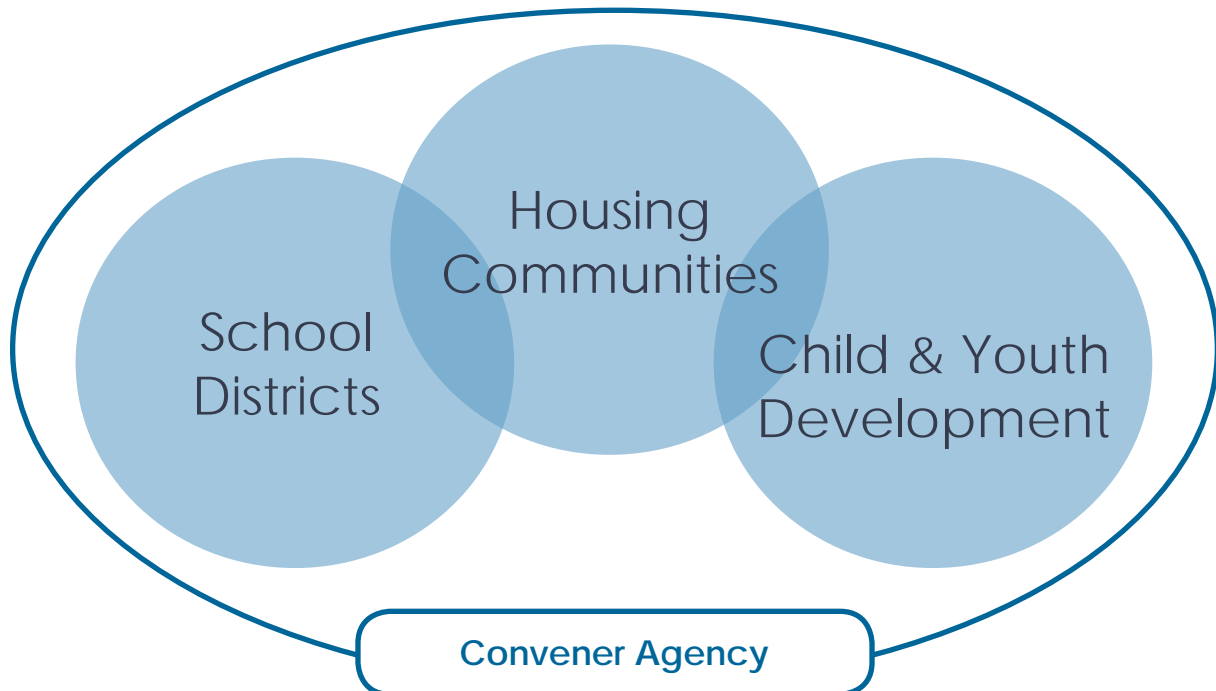 Housing
Communities
School
Districts
Child & Youth
Development
Convener Agency